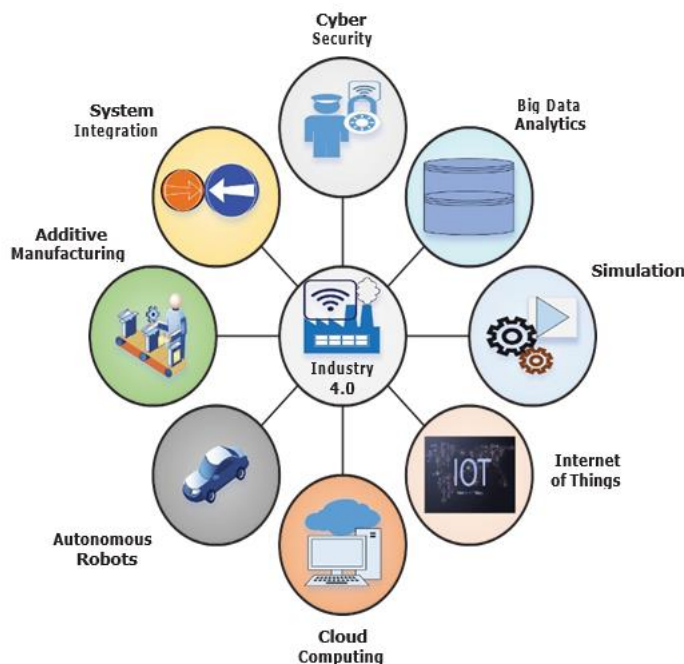 Cyber
Security
System
Integration
Big Data
Analytics
Additive
Manufacturing
Simulation
Industry
4.0
IOT
Internet
of Things
Autonomous
Robots
Cloud
Computing